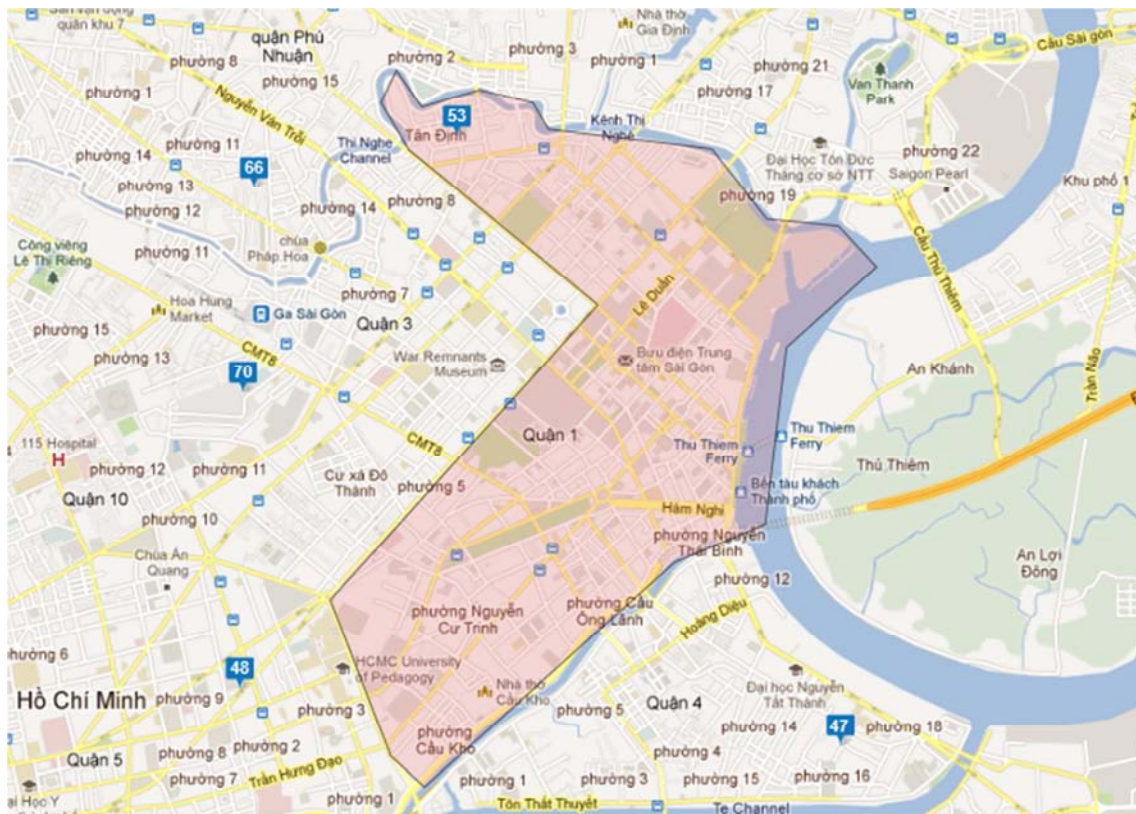 quận Phú
Nhuận
phường 2
phường 3
Nhà thờ
Gia Định
phường 1
phường 21
Cầu Sài gòn
phường 8
phường 15
phường 1
Nguyễn Văn Trỗi
phường 17
Van Thanh
Park
53
Tân Định
Kênh Thị
Nghè
Thi Nghe
Channel
phường 11
66
phường 14
phường 13
phường 12
phường 14
phường 8
Đại Học Tôn Đức
Thắng cơ sở NTT
phường 22
Saigon Pearl
phường 19
Khu phố 1
Công viên
Lê Thị Riêng
phường 11
chùa
Pháp Hoa
Cầu Thủ Thiêm
Hoa Hung
Market
Ga Sài Gòn
phường 7
Quận 3
Lê Duẩn
phường 15
phường 13
CMT8
War Remnants
Museum
Bưu điện Trung
tâm Sài Gòn
An Khánh
Trần Não
70
CMT8
Quận 1
Thu Thiem
Ferry
Thu Thiem
Ferry
115 Hospital
H
phường 12
phường 11
Cư xá Đô
Thành
phường 5
Thủ Thiêm
Bến tàu khách
Thành phố
Quận 10
phường 10
Hàm Nghi
phường Nguyễn
Thái Bình
Chùa Ấn
Quang
An Lợi
Đông
phường 12
phường Nguyễn
Cư Trinh
phường Cầu
Ông Lãnh
Hoàng Diệu
phường 6
48
HCMC University
of Pedagogy
Nhà thờ
Cầu Kho
Đại học Nguyễn
Tất Thành
Hồ Chí Minh
phường 9
phường 3
phường 5
Quận 4
phường 14
47
phường 18
phường
Cầu Kho
Quận 5
phường 8
phường 2
phường 7
Trần Hưng Đạo
phường 4
phường 1
phường 3
phường 15
phường 16
phường 1
Đại Học Y
Tôn Thất Thuyết
Te Channel